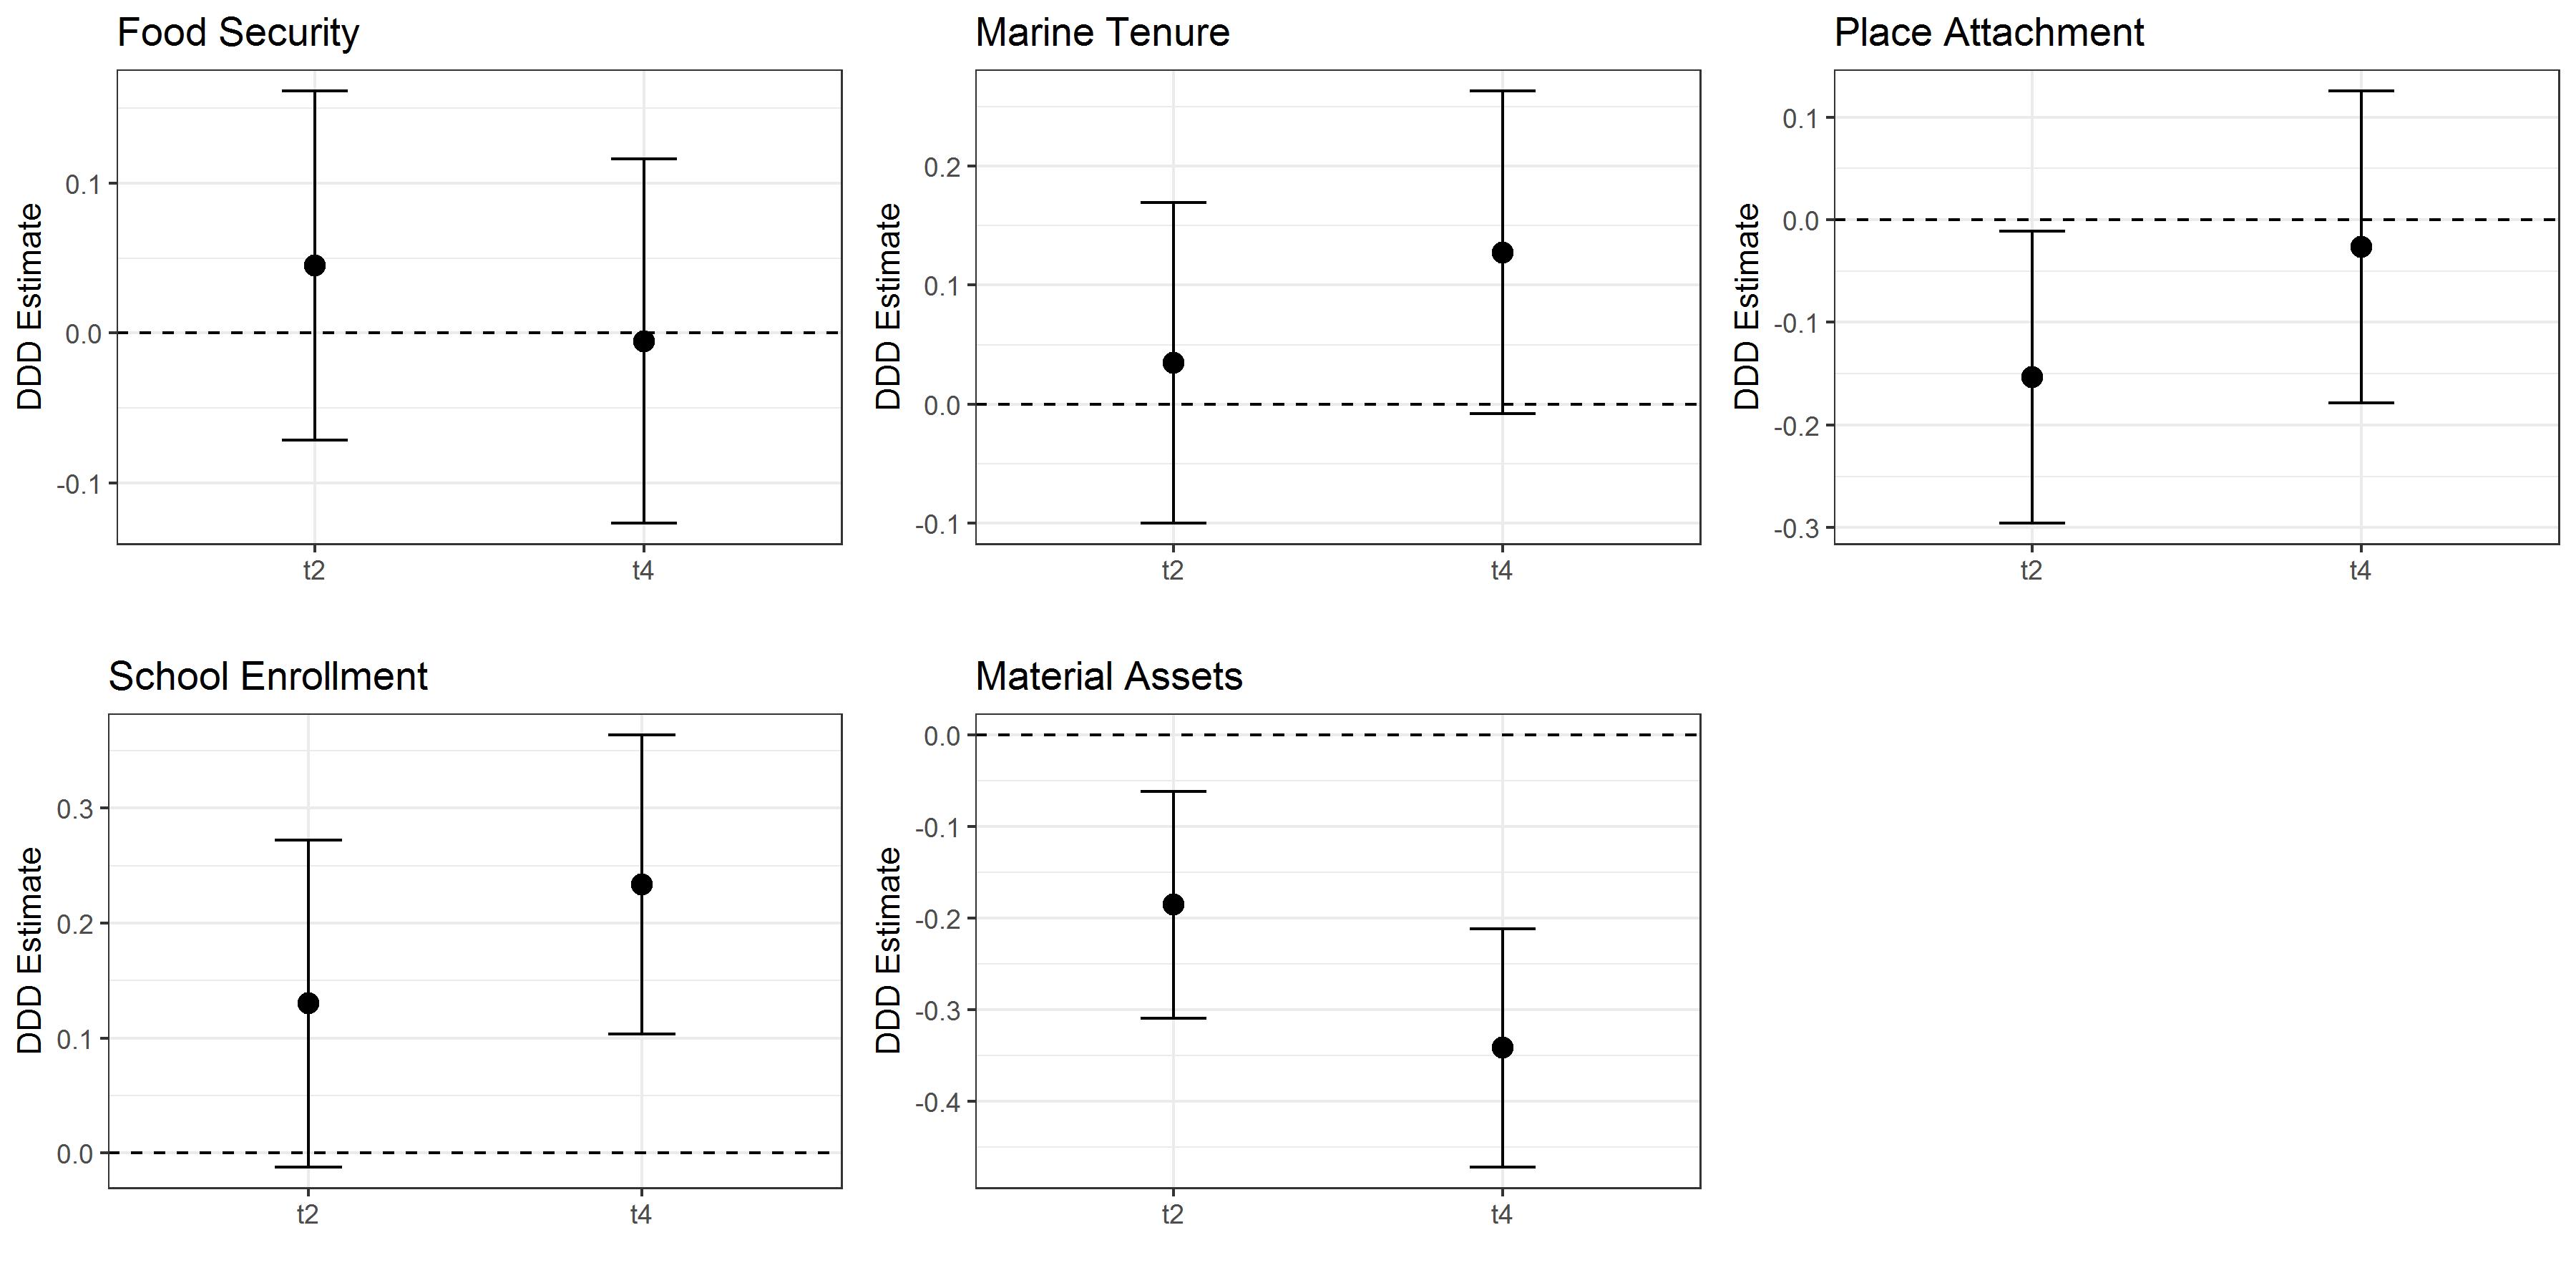 Food Security
DDD Estimate
0.1
0.0
-0.1
t2
t4
Marine Tenure
DDD Estimate
0.2
0.1
0.0
-0.1
t2
t4
Place Attachment
DDD Estimate
0.1
0.0
-0.1
-0.2
-0.3
t2
t4
School Enrollment
DDD Estimate
0.3
0.2
0.1
0.0
t2
t4
Material Assets
DDD Estimate
0.0
-0.1
-0.2
-0.3
-0.4
t2
t4